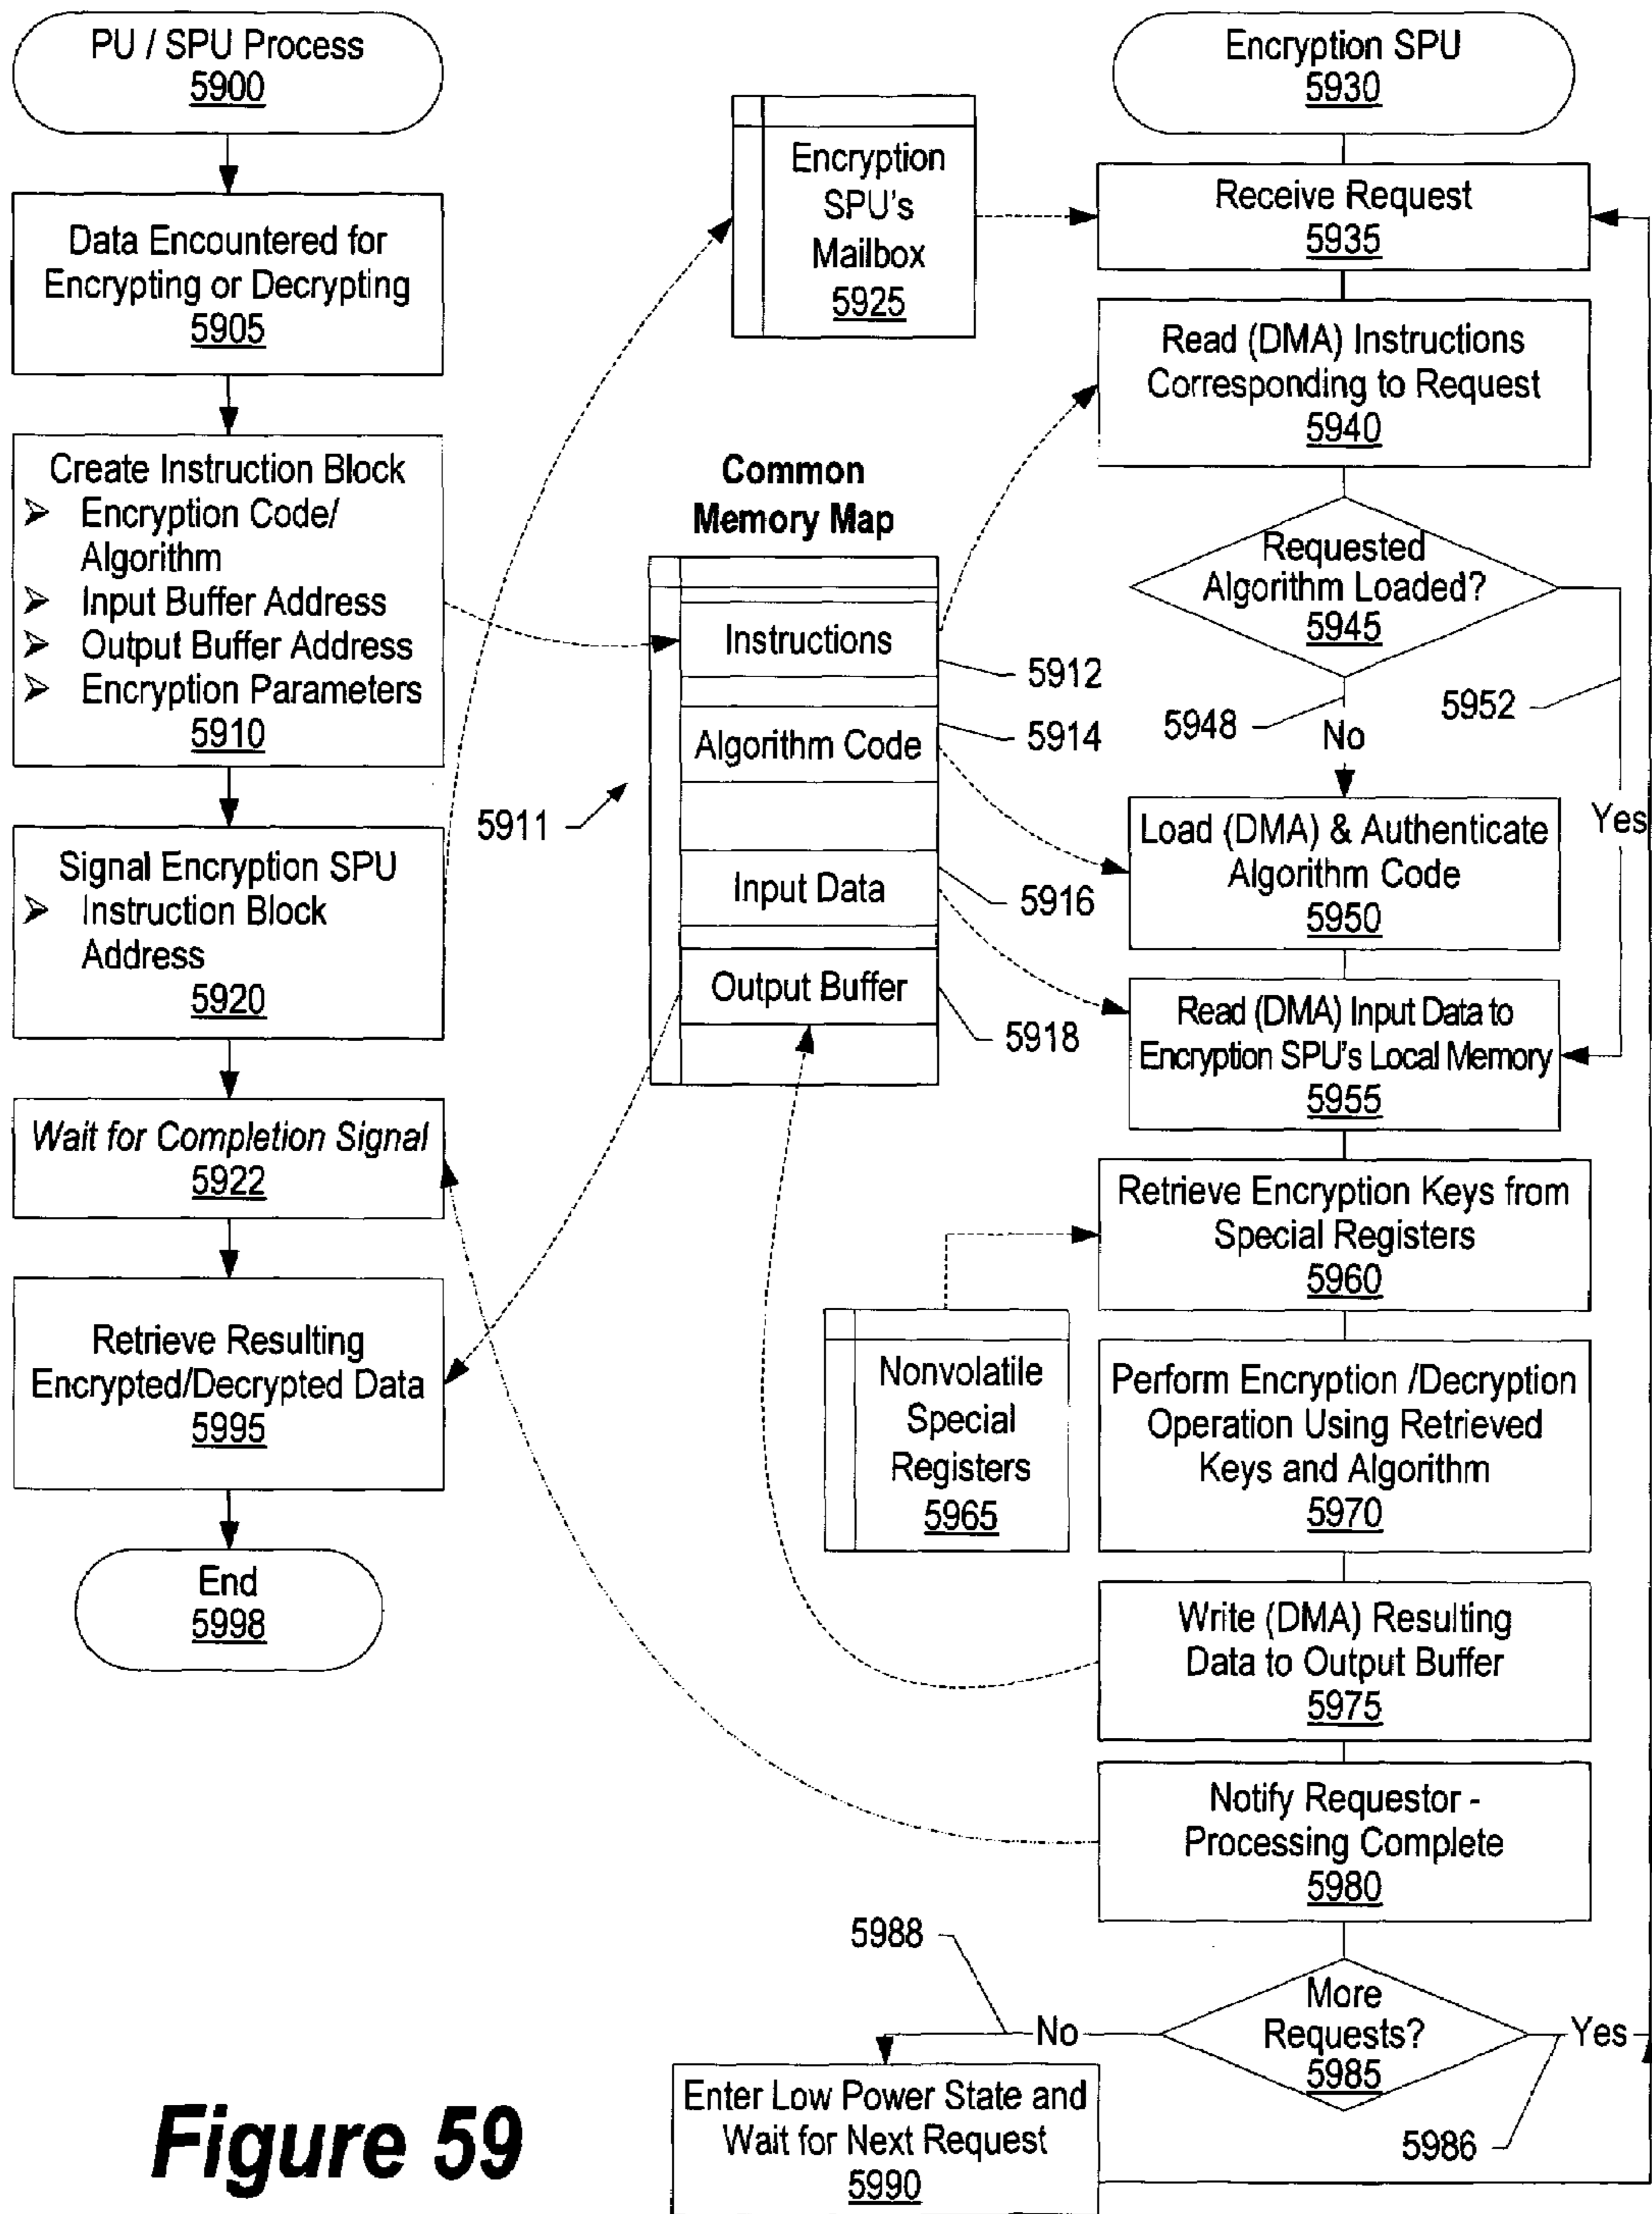 PU / SPU Process
5900
Data Encountered for
Encrypting or Decrypting
5905
Create Instruction Block
➢ Encryption Code/
Algorithm
➢ Input Buffer Address
➢ Output Buffer Address
➢ Encryption Parameters
5910
Signal Encryption SPU
➢ Instruction Block
Address
5920
Wait for Completion Signal
5922
Retrieve Resulting
Encrypted/Decrypted Data
5995
End
5998
Encryption
SPU's
Mailbox
5925
Common
Memory Map
Instructions
5912
Algorithm Code
5914
5911
Input Data
5916
Output Buffer
5918
Nonvolatile
Special
Registers
5965
Encryption SPU
5930
Receive Request
5935
Read (DMA) Instructions
Corresponding to Request
5940
Requested
Algorithm Loaded?
5945
5948
No
5952
Yes
Load (DMA) & Authenticate
Algorithm Code
5950
Read (DMA) Input Data to
Encryption SPU's Local Memory
5955
Retrieve Encryption Keys from
Special Registers
5960
Perform Encryption /Decryption
Operation Using Retrieved
Keys and Algorithm
5970
Write (DMA) Resulting
Data to Output Buffer
5975
Notify Requestor -
Processing Complete
5980
More
Requests?
5985
5988
No
Yes
5986
Enter Low Power State and
Wait for Next Request
5990
Figure 59